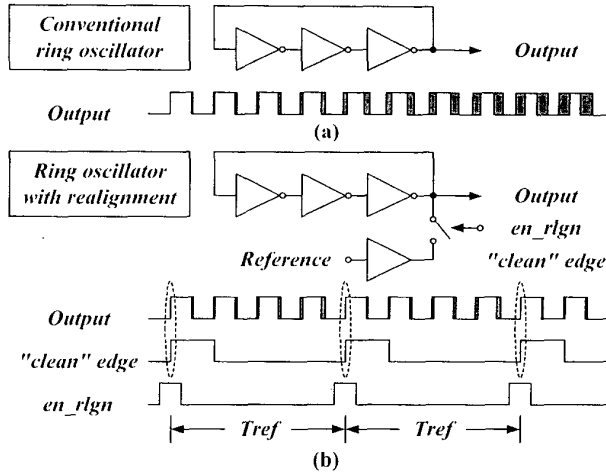 Conventional
ring oscillator
Output
Output
(a)
Ring oscillator
with realignment
Output
en_rlgn
Reference
"clean" edge
Output
"clean" edge
en_rlgn
Tref
Tref
(b)